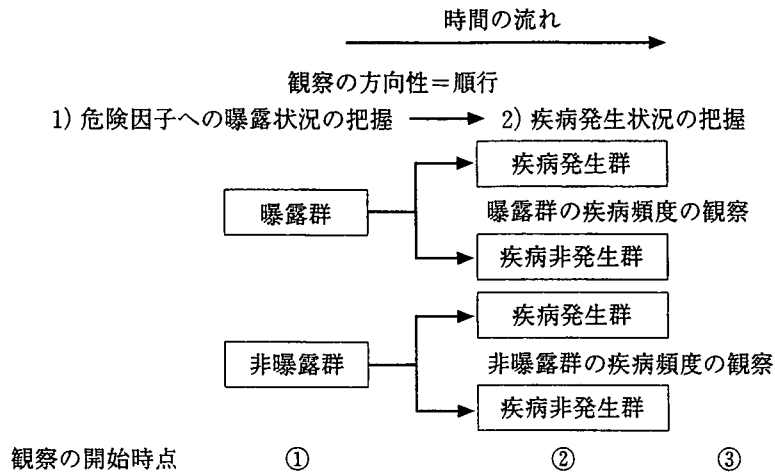 時間の流れ
観察の方向性＝順行
1) 危険因子への曝露状況の把握 2) 疾病発生状況の把握
疾病発生群
曝露群 曝露群の疾病頻度の観察
疾病非発生群
疾病発生群
非曝露群 非曝露群の疾病頻度の観察
疾病非発生群
観察の開始時点 ① ② ③